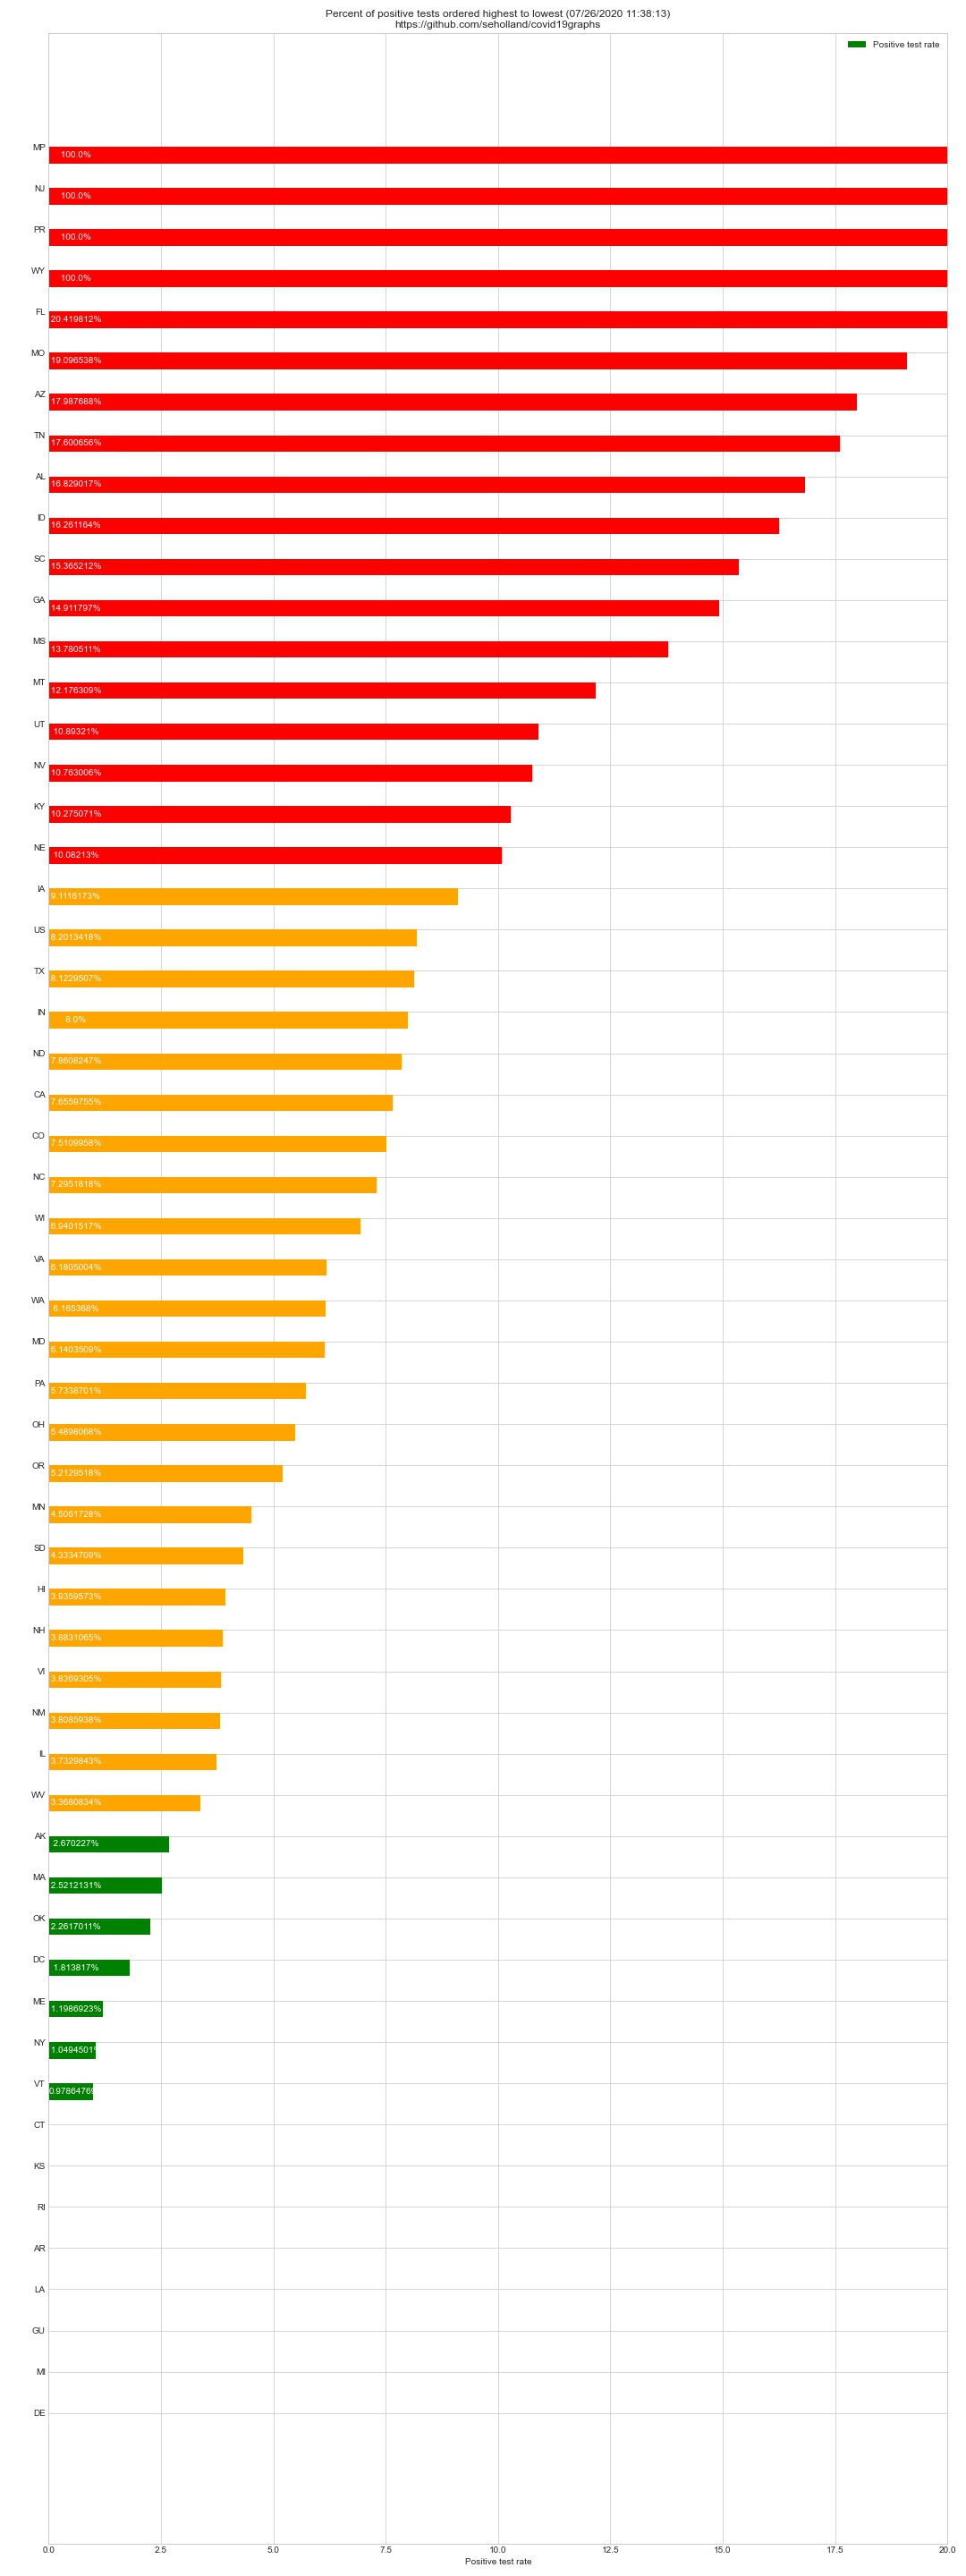 Percent of positive tests ordered highest to lowest (07/26/2020 11:38:13)
https://github.com/seholland/covid19graphs
Positive test rate
MP 100.0%
NJ 100.0%
PR 100.0%
WY 100.0%
FL 20.419812%
MO 19.096538%
AZ 17.987688%
TN 17.600656%
AL 16.829017%
ID 16.261164%
SC 15.365212%
GA 14.911797%
MS 13.780511%
MT 12.176309%
UT 10.89321%
NV 10.763006%
KY 10.275071%
NE 10.08213%
IA 9.1116173%
US 8.2013418%
TX 8.1229507%
IN 8.0%
ND 7.8608247%
CA 7.6559755%
CO 7.5109958%
NC 7.2951818%
WI 6.9401517%
VA 6.1805004%
WA 6.165368%
MD 6.1403509%
PA 5.7338701%
OH 5.4898068%
OR 5.2129518%
MN 4.5061728%
SD 4.3334709%
HI 3.9359573%
NH 3.8831065%
VI 3.8369305%
NM 3.8085938%
IL 3.7329843%
WV 3.3680834%
AK 2.670227%
MA 2.5212131%
OK 2.2617011%
DC 1.813817%
ME 1.1986923%
NY 1.0494501%
VT 0.9786476%
CT
KS
RI
AR
LA
GU
MI
DE
0.0 2.5 5.0 7.5 10.0 12.5 15.0 17.5 20.0
Positive test rate